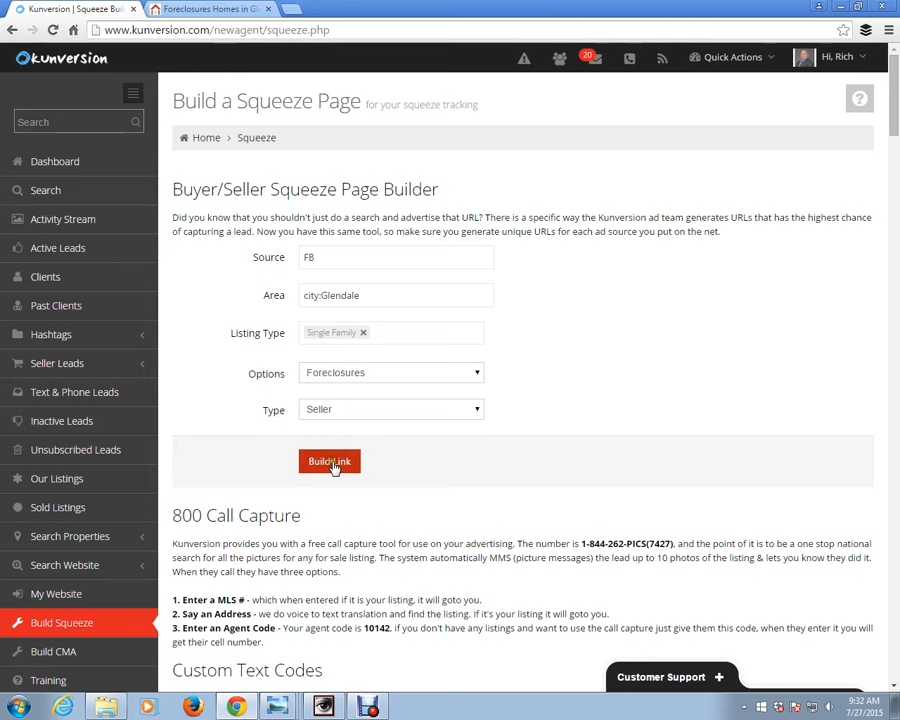 Kunversion | Squeeze Bui
Foreclosures Homes in Gl
www.kunversion.com/newagent/squeeze.php
kunversion
20
Quick Actions
Hi, Rich
Search
Build a Squeeze Page for your squeeze tracking
?
Home > Squeeze
Dashboard
Search
Activity Stream
Active Leads
Clients
Past Clients
Hashtags
Seller Leads
Text & Phone Leads
Inactive Leads
Unsubscribed Leads
Our Listings
Sold Listings
Search Properties
Search Website
My Website
Build Squeeze
Build CMA
Training
Buyer/Seller Squeeze Page Builder
Did you know that you shouldn't just do a search and advertise that URL? There is a specific way the Kunversion ad team generates URLs that has the highest chance
of capturing a lead. Now you have this same tool, so make sure you generate unique URLs for each ad source you put on the net.
Source FB
Area city:Glendale
Listing Type Single Family ×
Options Foreclosures
Type Seller
Build Link
800 Call Capture
Kunversion provides you with a free call capture tool for use on your advertising. The number is 1-844-262-PICS(7427), and the point of it is to be a one stop national
search for all the pictures for any for sale listing. The system automatically MMS (picture messages) the lead up to 10 photos of the listing & lets you know they did it.
When they call they have three options.
1. Enter a MLS # - which when entered if it is your listing, it will goto you.
2. Say an Address - we do voice to text translation and find the listing. If it's your listing it will goto you.
3. Enter an Agent Code - Your agent code is 10142, if you don't have any listings and want to use the call capture just give them this code, when they enter it you will
get their cell number.
Custom Text Codes
Customer Support +
9:32 AM
7/27/2015